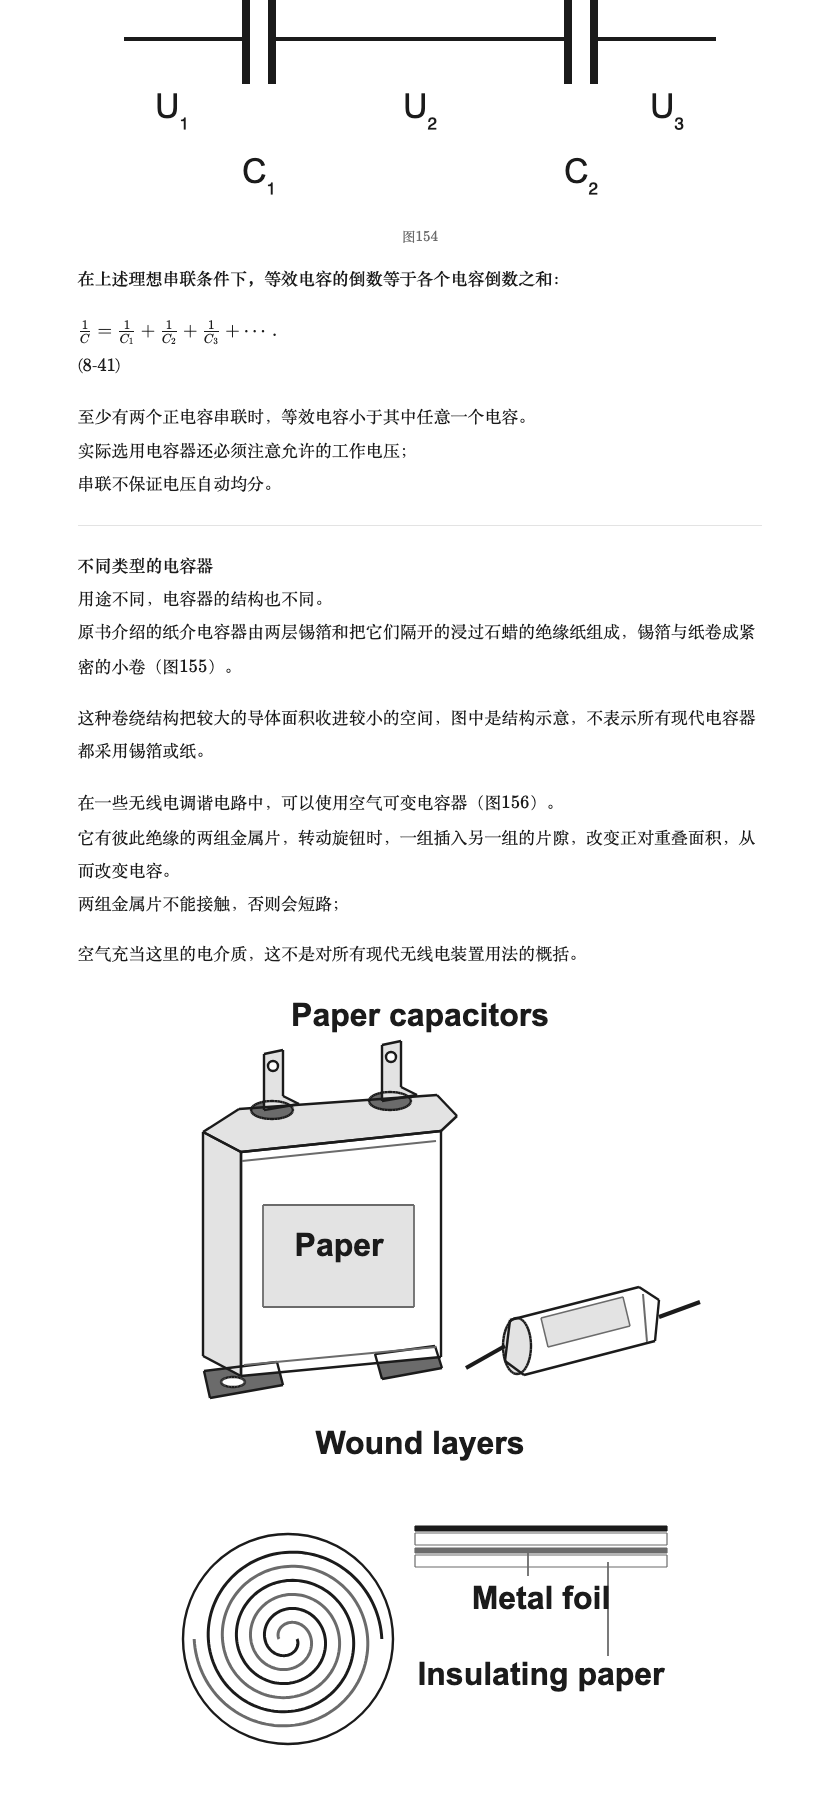 U₁ U₂ U₃
C₁ C₂
图154
在上述理想串联条件下，等效电容的倒数等于各个电容倒数之和：
1/C = 1/C₁ + 1/C₂ + 1/C₃ + ⋯ .
(8-41)
至少有两个正电容串联时，等效电容小于其中任意一个电容。
实际选用电容器还必须注意允许的工作电压；
串联不保证电压自动均分。
不同类型的电容器
用途不同，电容器的结构也不同。
原书介绍的纸介电容器由两层锡箔和把它们隔开的浸过石蜡的绝缘纸组成，锡箔与纸卷成紧
密的小卷（图155）。
这种卷绕结构把较大的导体面积收进较小的空间，图中是结构示意，不表示所有现代电容器
都采用锡箔或纸。
在一些无线电调谐电路中，可以使用空气可变电容器（图156）。
它有彼此绝缘的两组金属片，转动旋钮时，一组插入另一组的片隙，改变正对重叠面积，从
而改变电容。
两组金属片不能接触，否则会短路；
空气充当这里的电介质，这不是对所有现代无线电装置用法的概括。
Paper capacitors
Paper
Wound layers
Metal foil
Insulating paper